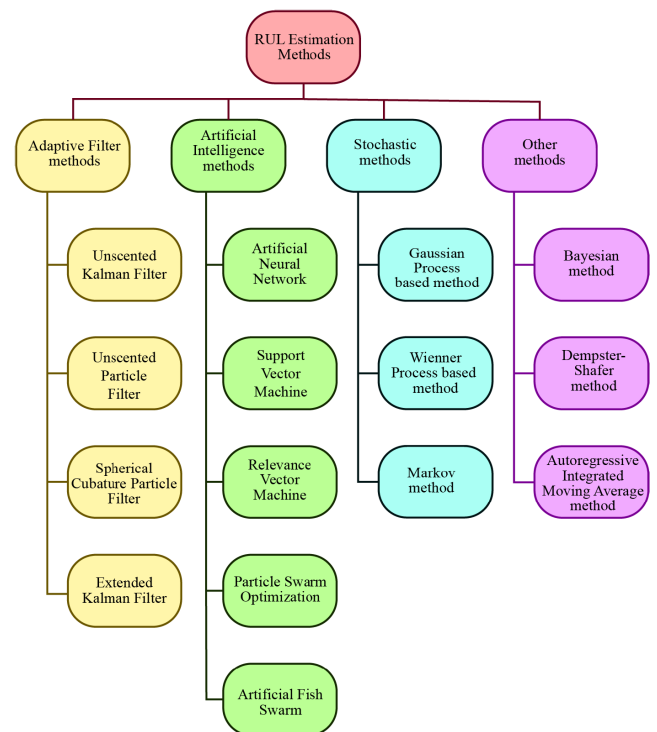 RUL Estimation
Methods
Adaptive Filter
methods
Artificial
Intelligence
methods
Stochastic
methods
Other
methods
Unscented
Kalman Filter
Unscented
Particle
Filter
Spherical
Cubature Particle
Filter
Extended
Kalman Filter
Artificial
Neural
Network
Support
Vector
Machine
Relevance
Vector
Machine
Particle Swarm
Optimization
Artificial Fish
Swarm
Gaussian
Process
based method
Wienner
Process based
method
Markov
method
Bayesian
method
Dempster-
Shafer
method
Autoregressive
Integrated
Moving Average
method